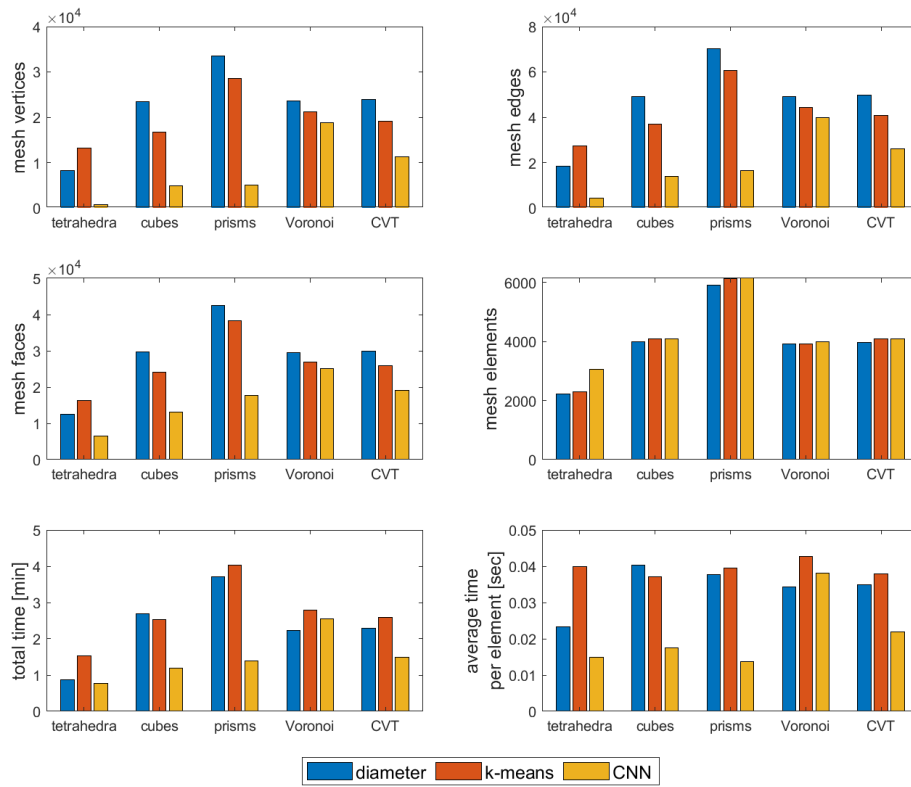 ×10⁴
4
3
2
1
0
mesh vertices
tetrahedra cubes prisms Voronoi CVT
×10⁴
8
6
4
2
0
mesh edges
tetrahedra cubes prisms Voronoi CVT
×10⁴
5
4
3
2
1
0
mesh faces
tetrahedra cubes prisms Voronoi CVT
6000
4000
2000
0
mesh elements
tetrahedra cubes prisms Voronoi CVT
5
4
3
2
1
0
total time [min]
tetrahedra cubes prisms Voronoi CVT
0.05
0.04
0.03
0.02
0.01
0
average time
per element [sec]
tetrahedra cubes prisms Voronoi CVT
diameter k-means CNN